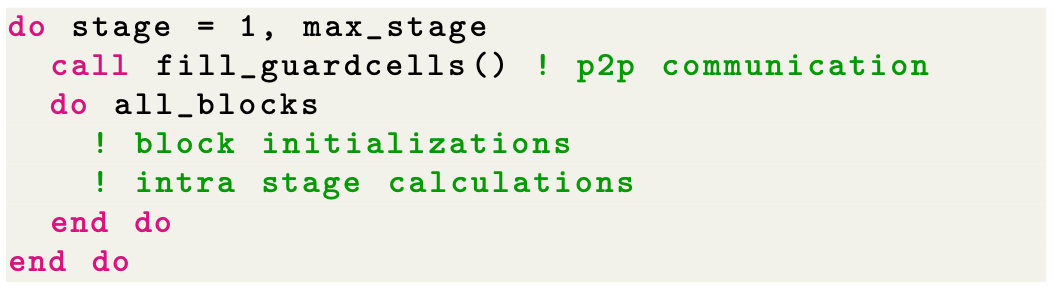 do stage = 1, max_stage
  call fill_guardcells() ! p2p communication
  do all_blocks
    ! block initializations
    ! intra stage calculations
  end do
end do